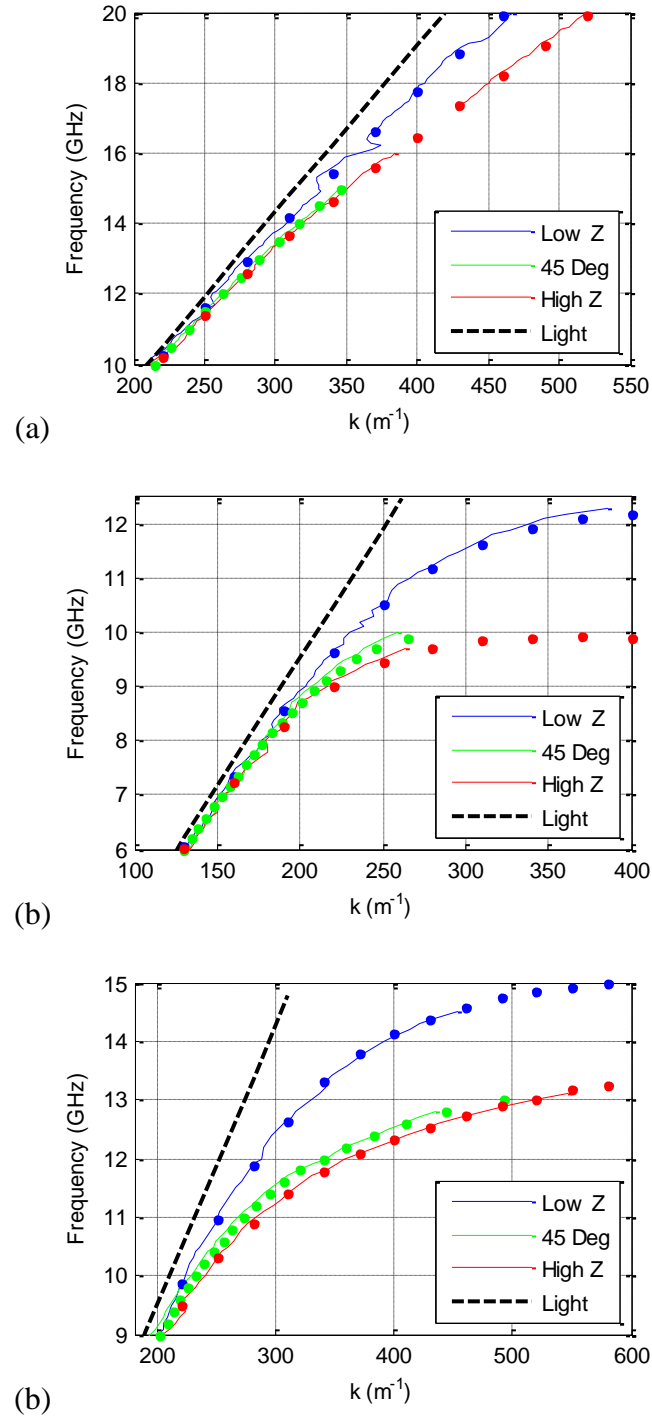 20
18
16
14
12
10
Frequency (GHz)
Low Z
45 Deg
High Z
Light
200 250 300 350 400 450 500 550
k (m⁻¹)
(a)
12
11
10
9
8
7
6
Frequency (GHz)
Low Z
45 Deg
High Z
Light
100 150 200 250 300 350 400
k (m⁻¹)
(b)
15
14
13
12
11
10
9
Frequency (GHz)
Low Z
45 Deg
High Z
Light
200 300 400 500 600
k (m⁻¹)
(b)